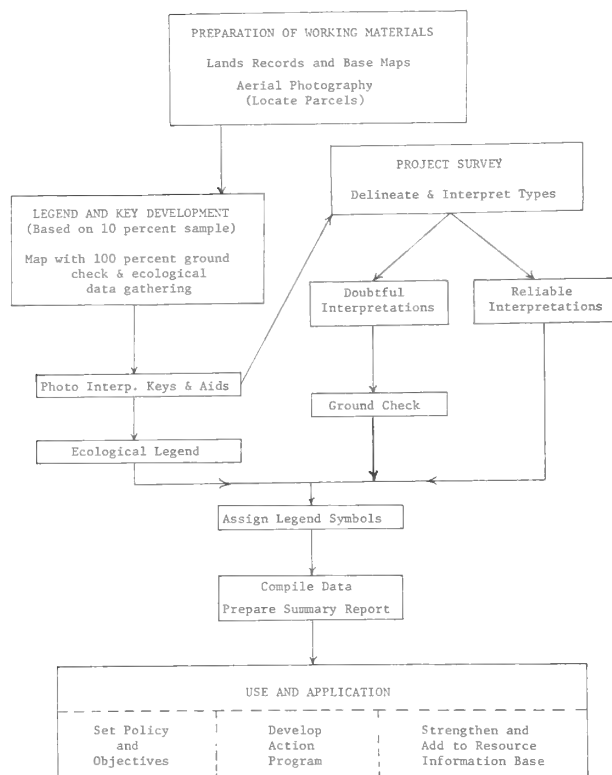 PREPARATION OF WORKING MATERIALS
Lands Records and Base Maps
Aerial Photography
(Locate Parcels)
PROJECT SURVEY
Delineate & Interpret Types
LEGEND AND KEY DEVELOPMENT
(Based on 10 percent sample)
Map with 100 percent ground
check & ecological
data gathering
Doubtful
Interpretations
Reliable
Interpretations
Photo Interp. Keys & Aids
Ground Check
Ecological Legend
Assign Legend Symbols
Compile Data
Prepare Summary Report
USE AND APPLICATION
Set Policy
and
Objectives
Develop
Action
Program
Strengthen and
Add to Resource
Information Base